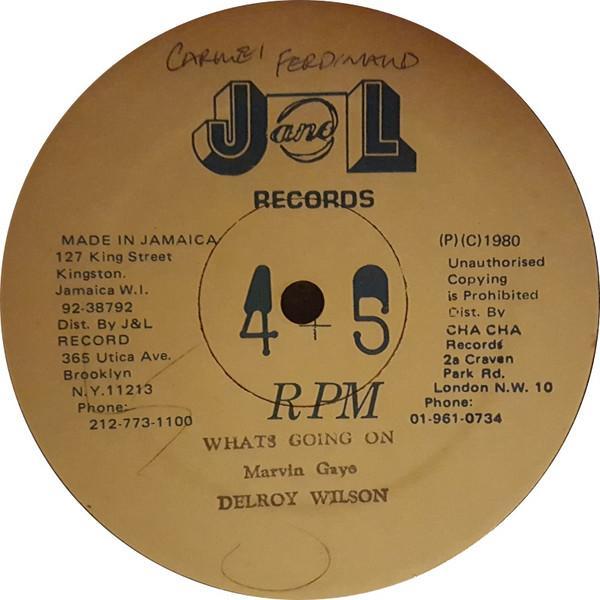 CARMEL FERDINAND
J and L
RECORDS
MADE IN JAMAICA
127 King Street
Kingston.
Jamaica W.I.
92-38792
Dist. By J&L
RECORD
365 Utica Ave.
Brooklyn
N.Y.11213
Phone:
212-773-1100
(P)(C)1980
Unauthorised
Copying
is Prohibited
Dist. By
CHA CHA
Records
2a Craven
Park Rd.
London N.W. 10
Phone:
01-961-0734
45
RPM
WHATS GOING ON
Marvin Gaye
DELROY WILSON